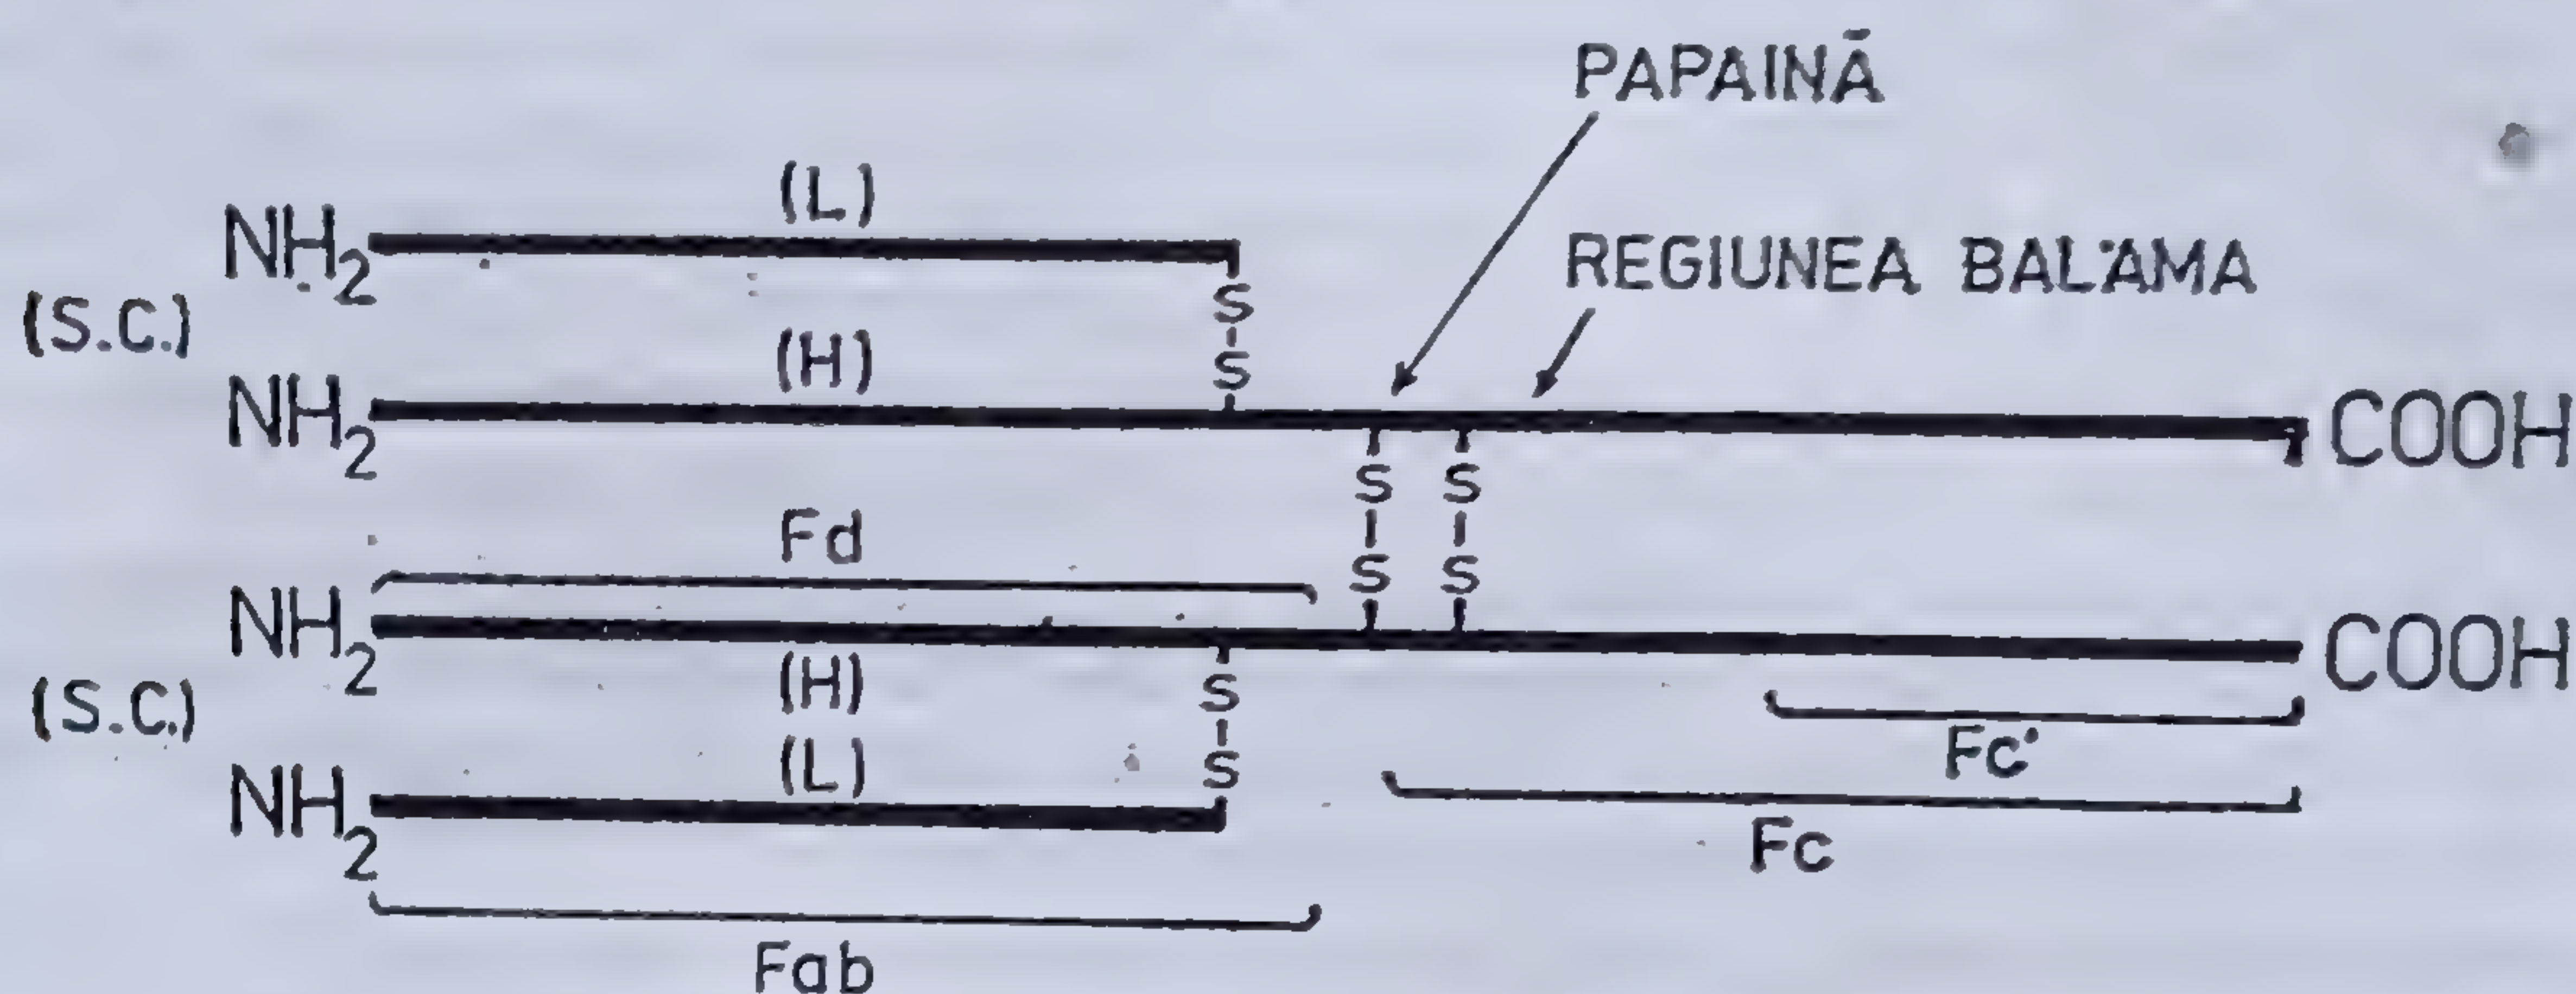 PAPAINĂ
(L)
NH2
REGIUNEA BALAMA
S
S
(S.C.)
(H)
NH2
COOH
S S
S S
Fd
NH2
COOH
(H)
S
(S.C.)
Fc'
(L)
S
NH2
Fc
Fab